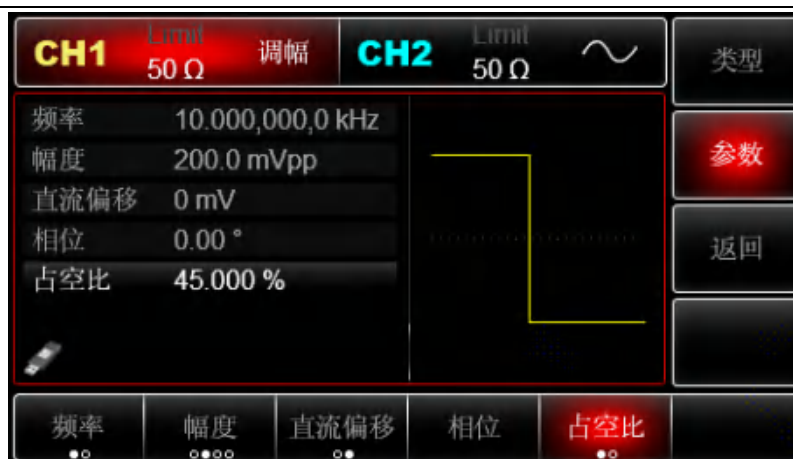 CH1 Limit 50 Ω 调幅 CH2 Limit 50 Ω
类型
频率 10.000,000,0 kHz
幅度 200.0 mVpp
参数
直流偏移 0 mV
相位 0.00 °
返回
占空比 45.000 %
频率 幅度 直流偏移 相位 占空比